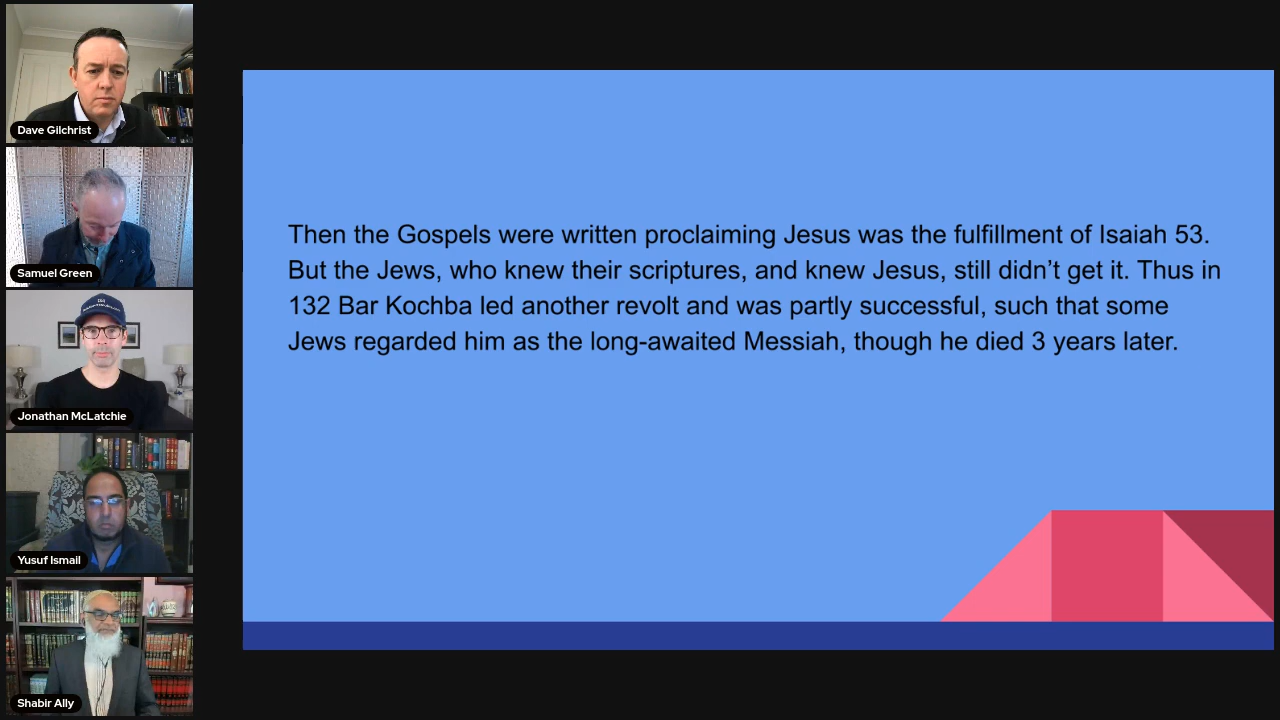 Dave Gilchrist
Samuel Green
Jonathan McLatchie
Yusuf Ismail
Shabir Ally
Then the Gospels were written proclaiming Jesus was the fulfillment of Isaiah 53.
But the Jews, who knew their scriptures, and knew Jesus, still didn’t get it. Thus in
132 Bar Kochba led another revolt and was partly successful, such that some
Jews regarded him as the long-awaited Messiah, though he died 3 years later.